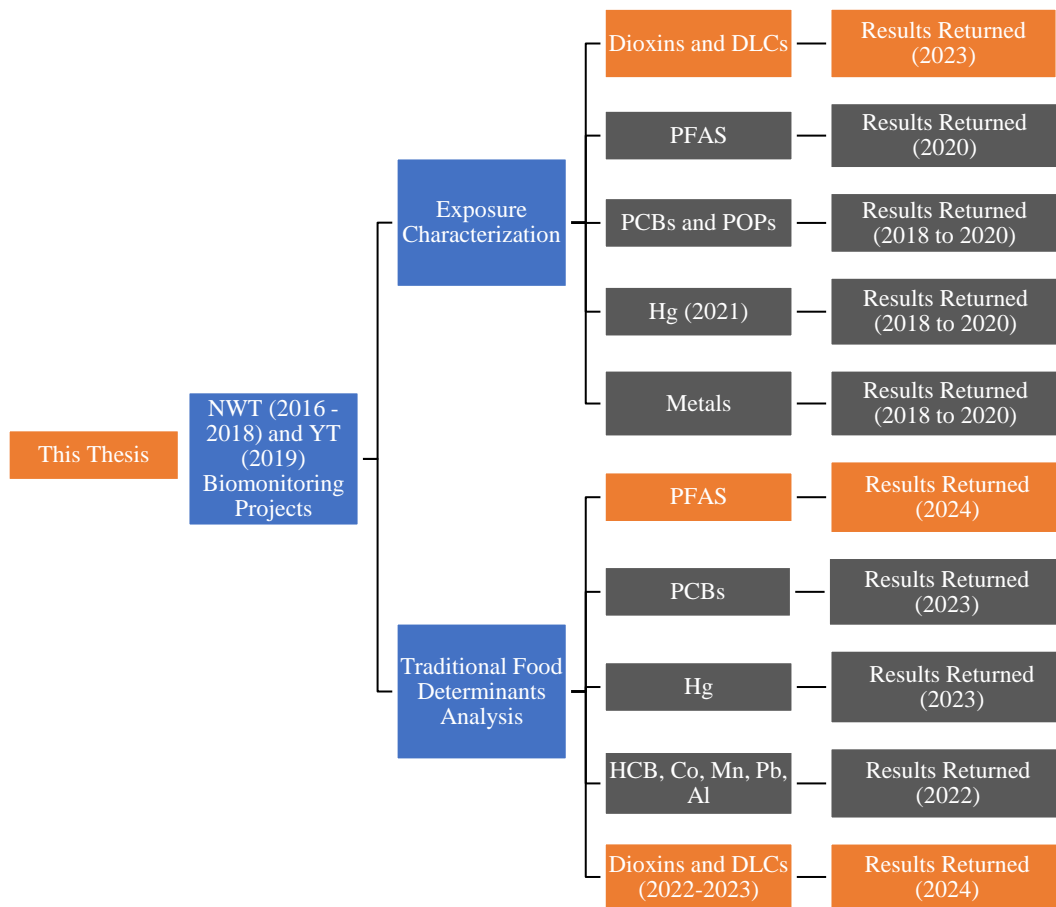 This Thesis
NWT (2016 -
2018) and YT
(2019)
Biomonitoring
Projects
Exposure
Characterization
Dioxins and DLCs
Results Returned
(2023)
PFAS
Results Returned
(2020)
PCBs and POPs
Results Returned
(2018 to 2020)
Hg (2021)
Results Returned
(2018 to 2020)
Metals
Results Returned
(2018 to 2020)
Traditional Food
Determinants
Analysis
PFAS
Results Returned
(2024)
PCBs
Results Returned
(2023)
Hg
Results Returned
(2023)
HCB, Co, Mn, Pb,
Al
Results Returned
(2022)
Dioxins and DLCs
(2022-2023)
Results Returned
(2024)